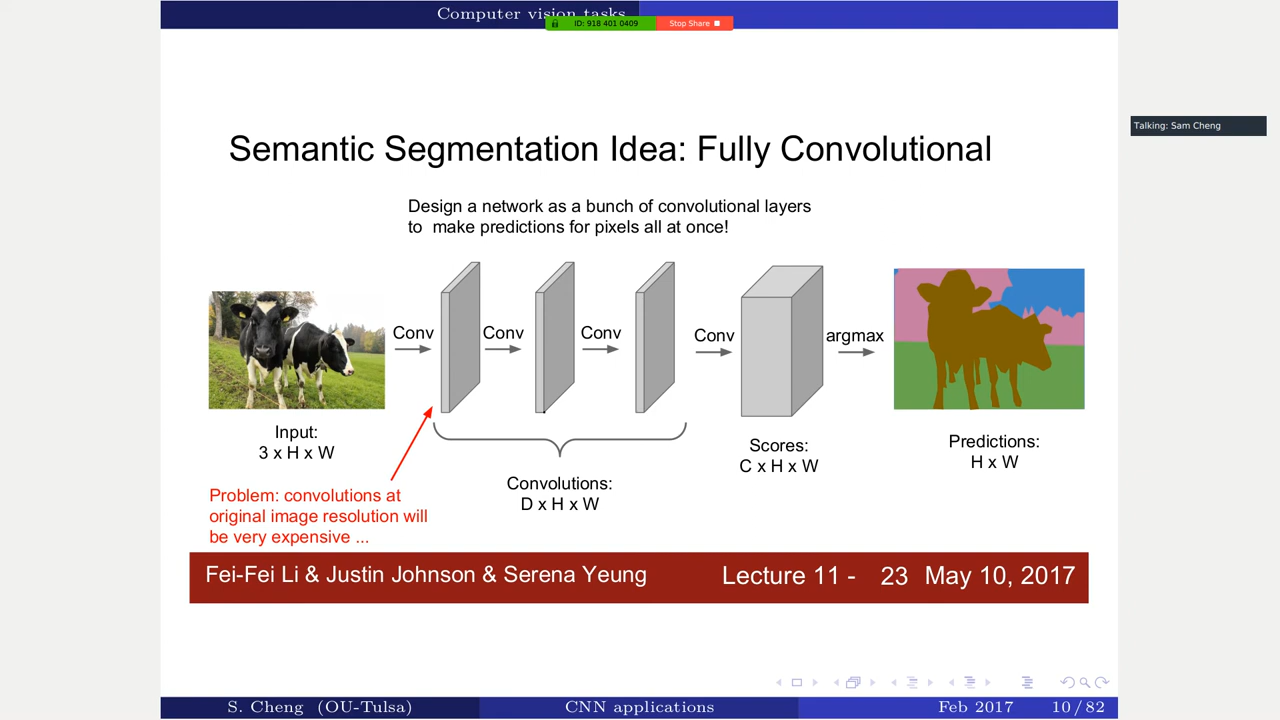 Computer vision tasks
ID: 918 401 0409 Stop Share
Talking: Sam Cheng
Semantic Segmentation Idea: Fully Convolutional
Design a network as a bunch of convolutional layers
to make predictions for pixels all at once!
Conv Conv Conv Conv argmax
Input:
3 x H x W
Problem: convolutions at
original image resolution will
be very expensive ...
Convolutions:
D x H x W
Scores:
C x H x W
Predictions:
H x W
Fei-Fei Li & Justin Johnson & Serena Yeung Lecture 11 - 23 May 10, 2017
S. Cheng (OU-Tulsa) CNN applications Feb 2017 10/82